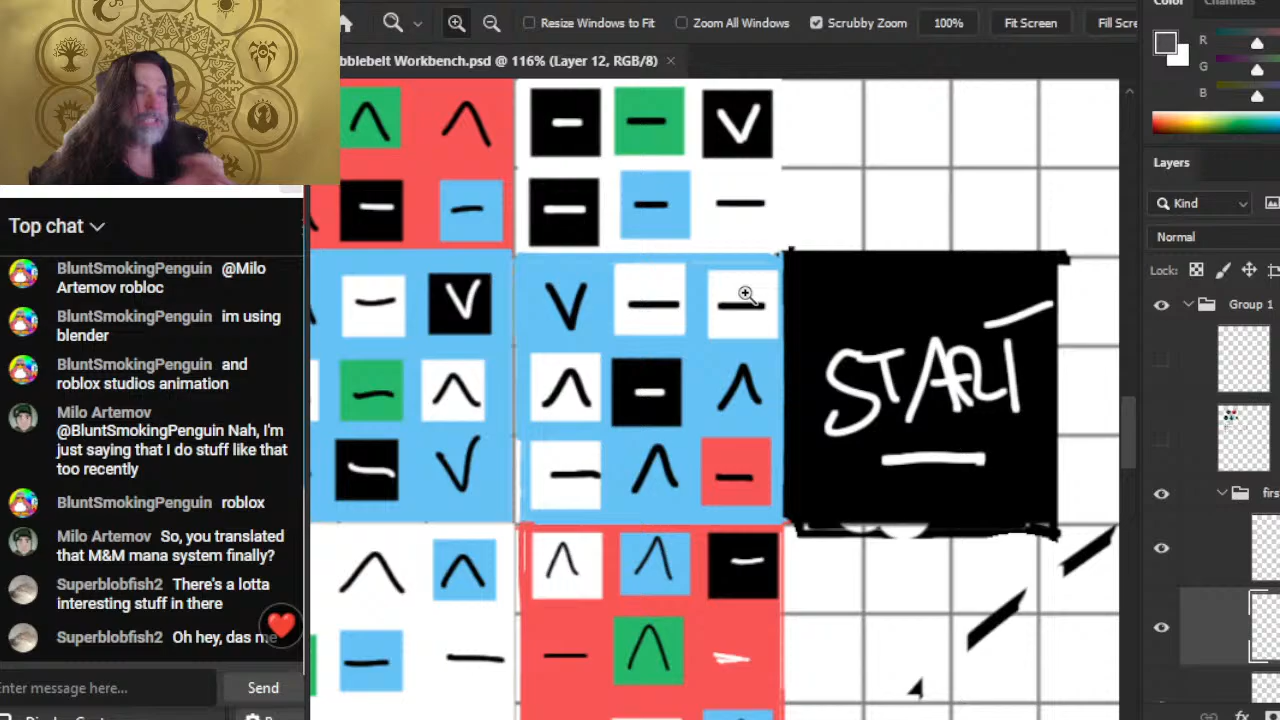 Resize Windows to Fit
Zoom All Windows
Scrubby Zoom
100%
Fit Screen
Fill Scre
bblebelt Workbench.psd @ 116% (Layer 12, RGB/8)
Color
Channels
R
G
B
Layers
Kind
Normal
Lock:
Group 1
firs
fx
START
Top chat
BluntSmokingPenguin @Milo
Artemov robloc
BluntSmokingPenguin im using
blender
BluntSmokingPenguin and
roblox studios animation
Milo Artemov
@BluntSmokingPenguin Nah, I'm
just saying that I do stuff like that
too recently
BluntSmokingPenguin roblox
Milo Artemov So, you translated
that M&M mana system finally?
Superblobfish2 There's a lotta
interesting stuff in there
Superblobfish2 Oh hey, das me
Enter message here...
Send